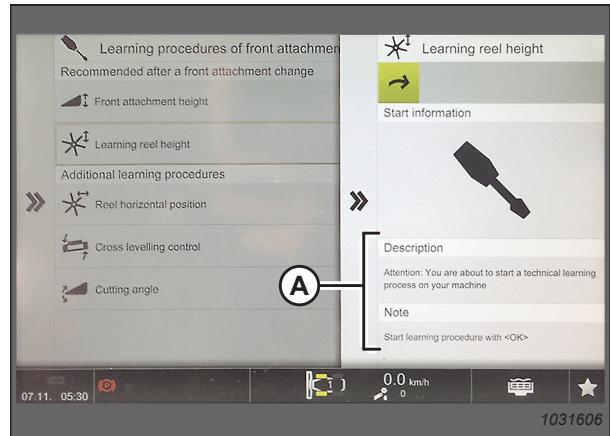 Learning procedures of front attachmen
Recommended after a front attachment change
Front attachment height
Learning reel height
Additional learning procedures
Reel horizontal position
Cross levelling control
Cutting angle
Learning reel height
Start information
Description
Attention: You are about to start a technical learning
process on your machine
Note
Start learning procedure with <OK>
A
07.11. 05:30
(P)
1
0.0 km/h
0
1031606